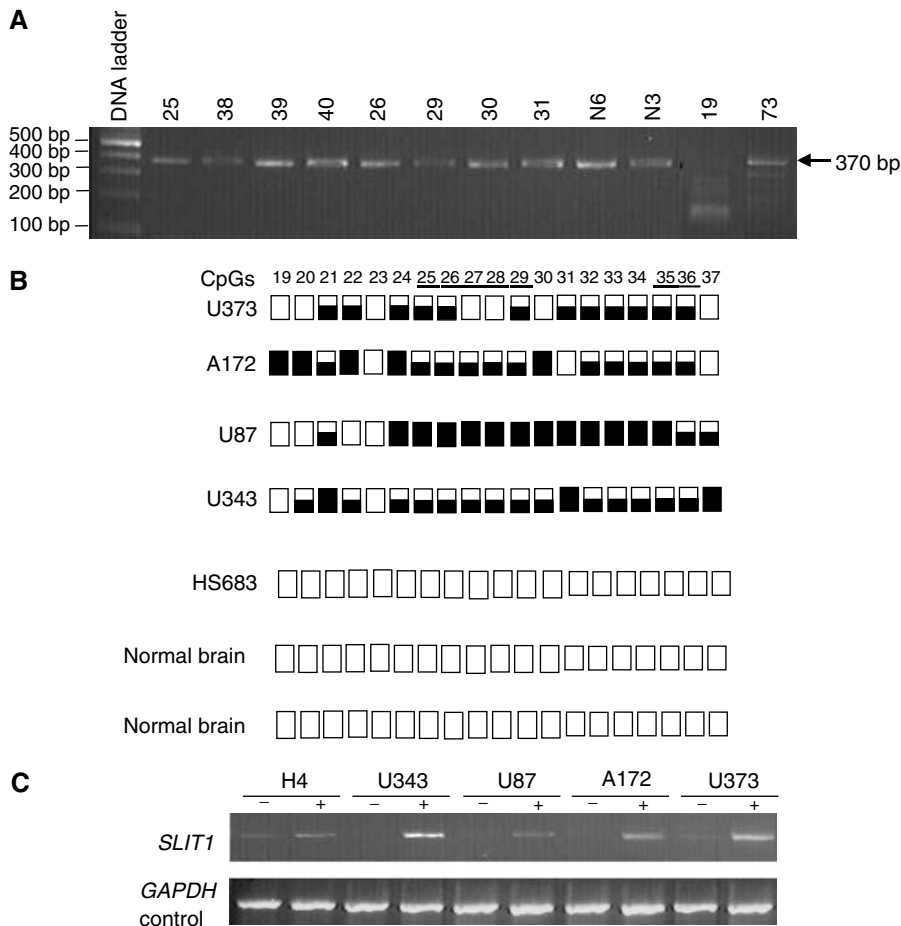 A
DNA ladder 25 38 39 40 26 29 30 31 N6 N3 19 73
500 bp
400 bp
300 bp
200 bp
100 bp
370 bp
B
CpGs 19 20 21 22 23 24 25 26 27 28 29 30 31 32 33 34 35 36 37
U373
A172
U87
U343
HS683
Normal brain
Normal brain
C
H4 U343 U87 A172 U373
– + – + – + – + – +
SLIT1
GAPDH
control